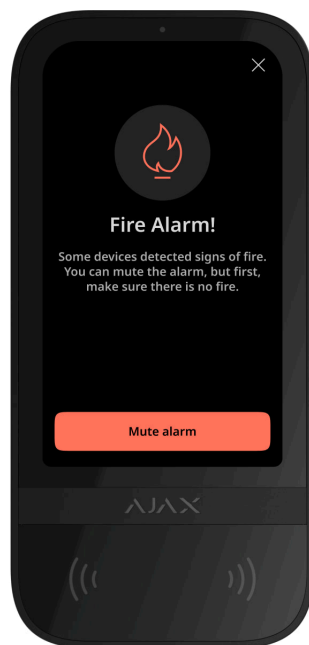 Fire Alarm!
Some devices detected signs of fire.
You can mute the alarm, but first,
make sure there is no fire.
Mute alarm
AJAX